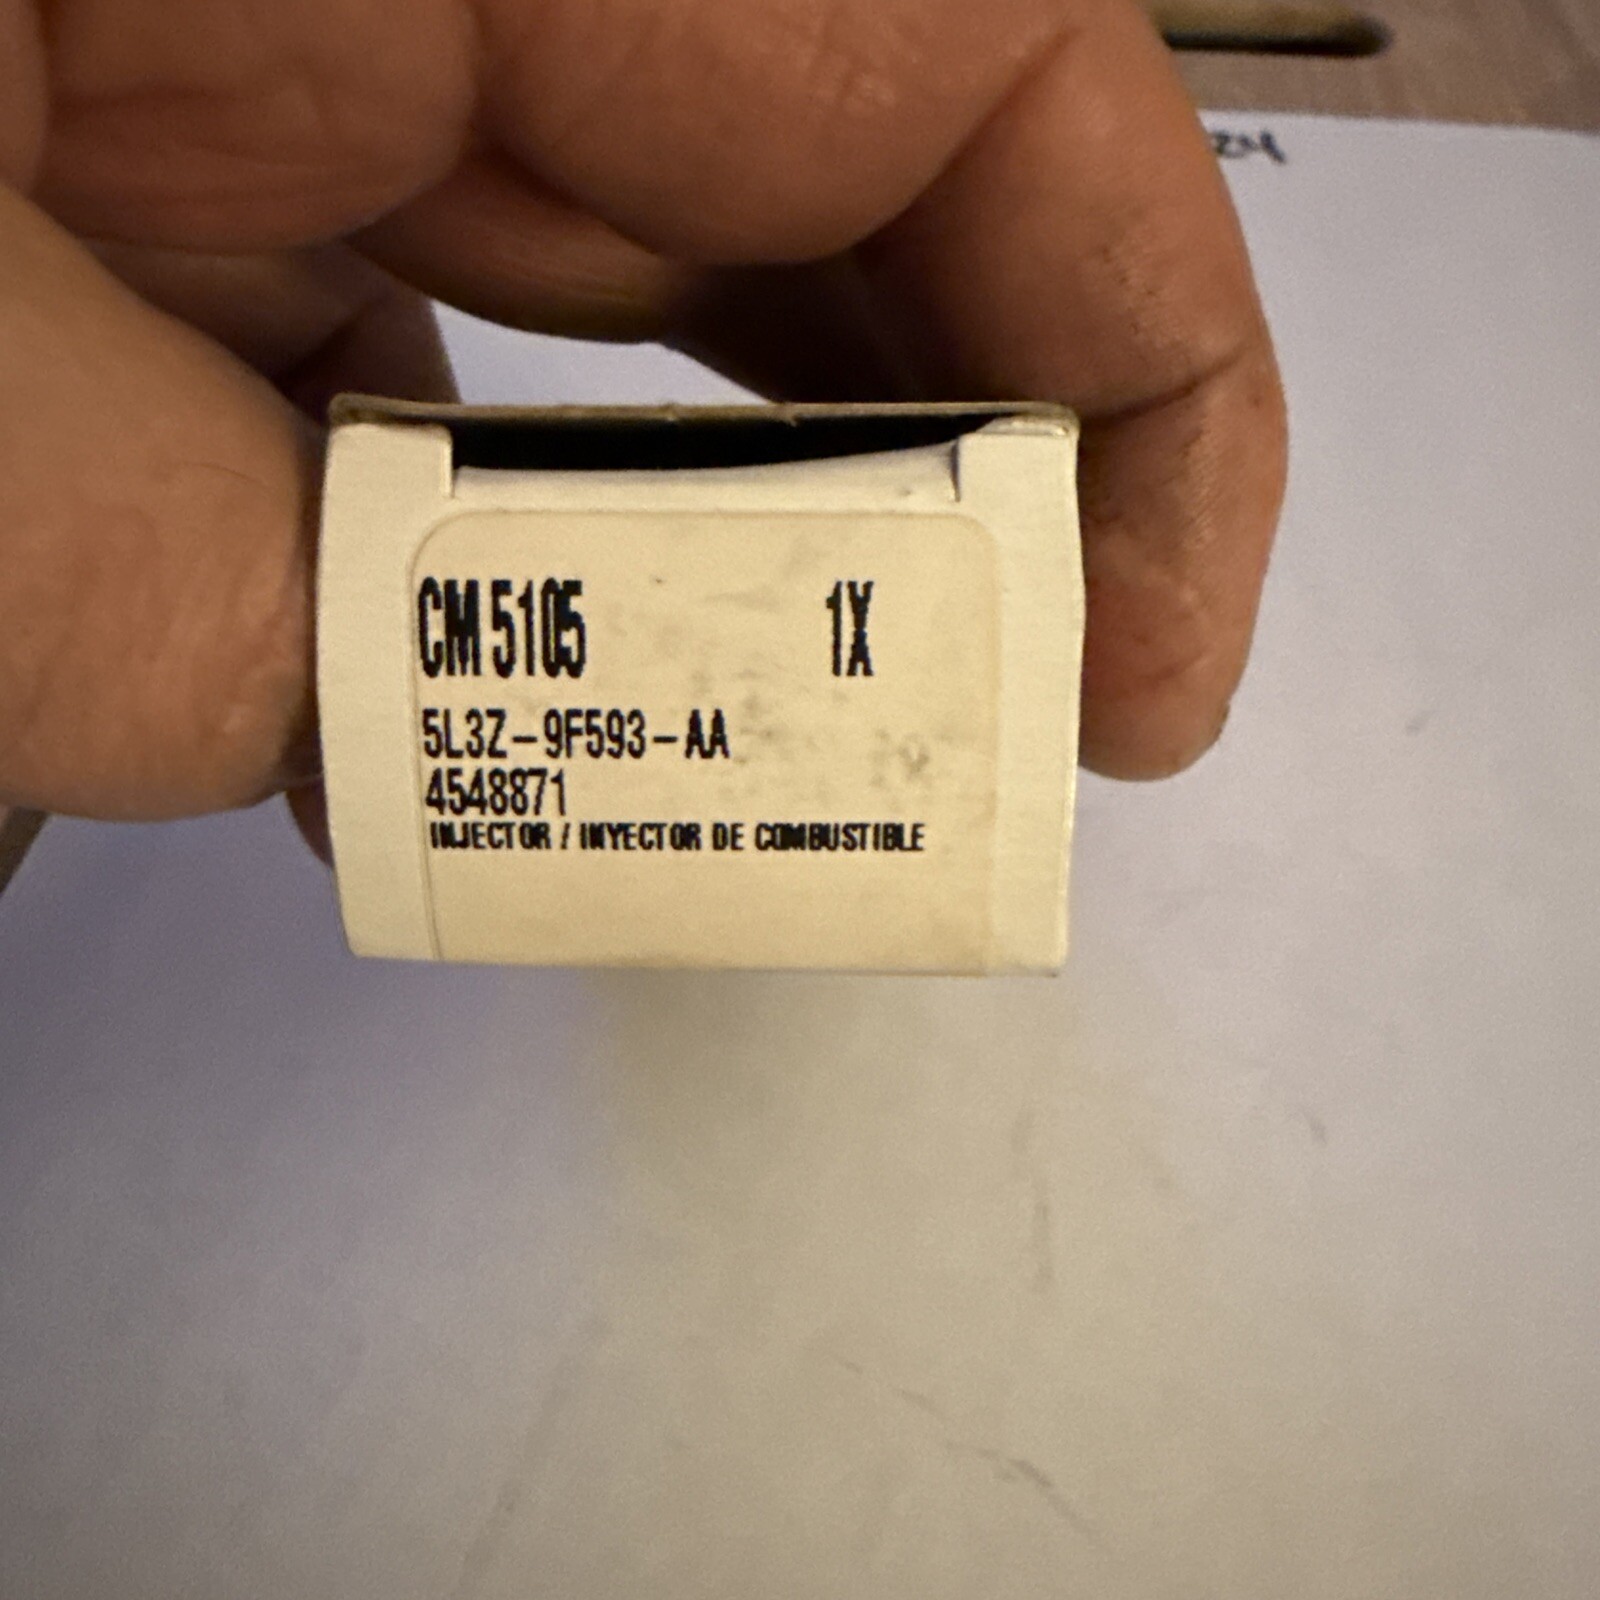 CM 5105 1X
5L3Z-9F593-AA
4548871
INJECTOR / INYECTOR DE COMBUSTIBLE